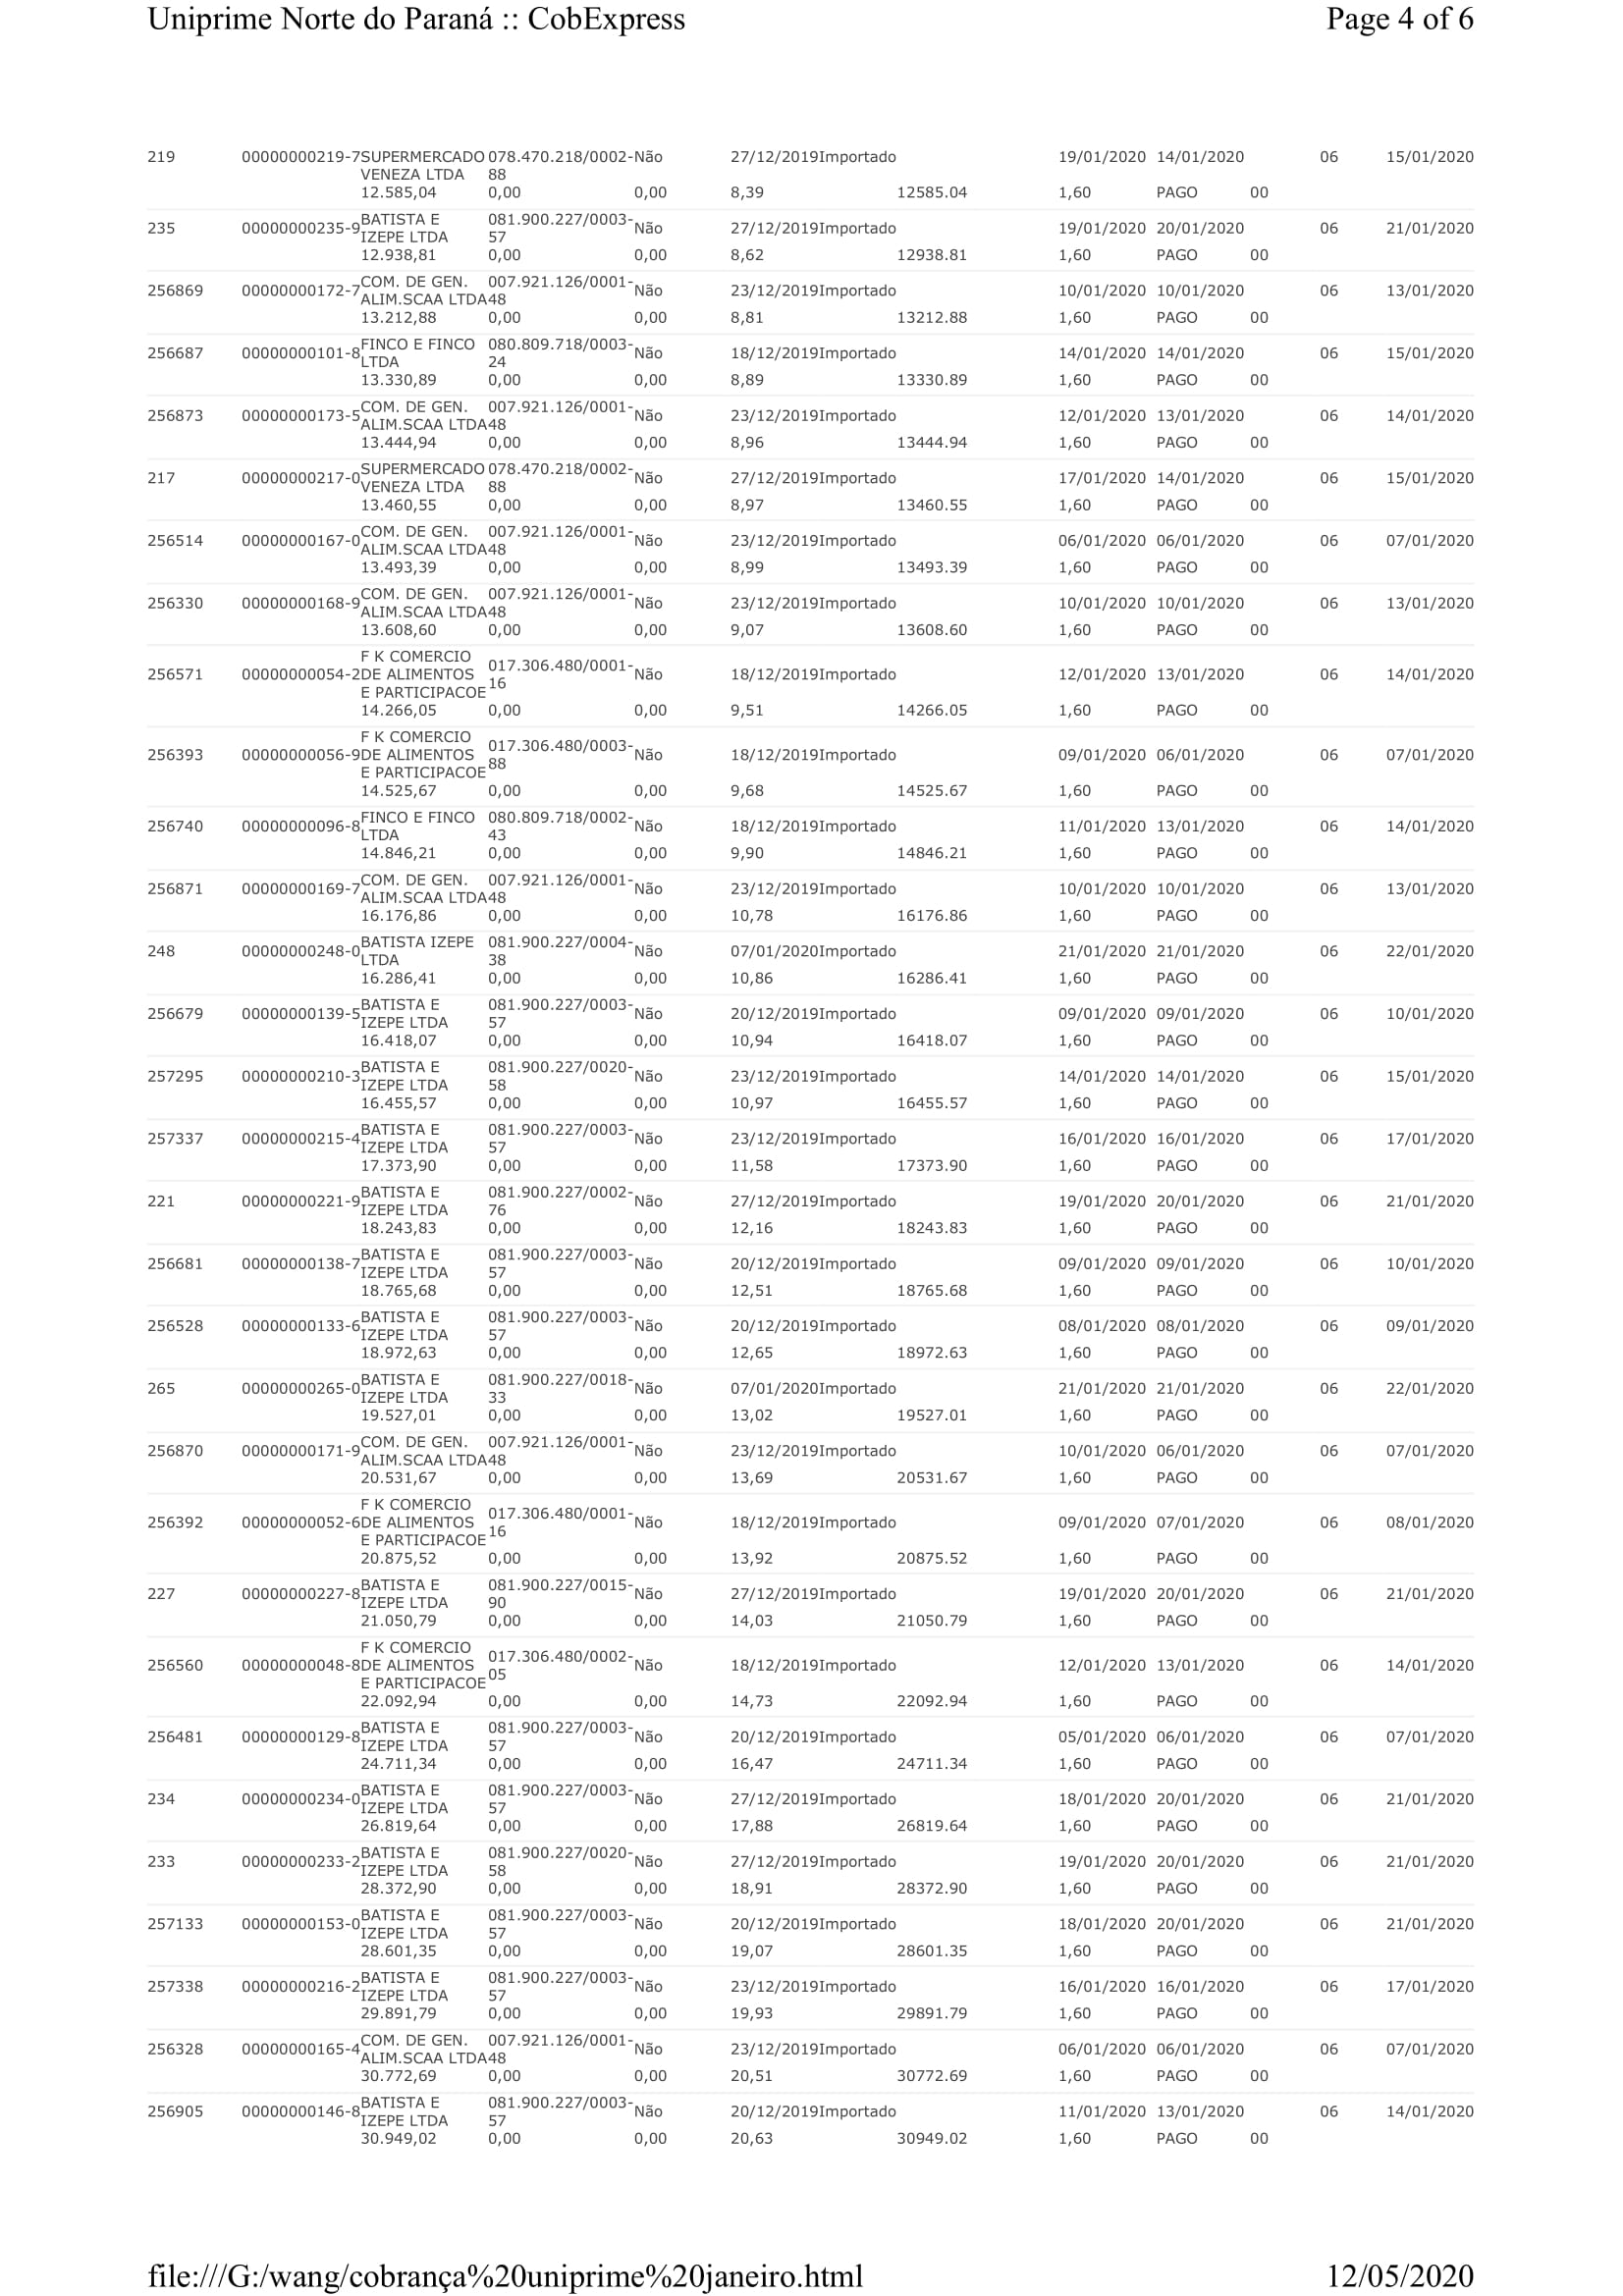 Uniprime Norte do Paraná :: CobExpress Page 4 of 6
219 00000000219-7 SUPERMERCADO VENEZA LTDA 078.470.218/0002-88 Não 27/12/2019 Importado 19/01/2020 14/01/2020 06 15/01/2020
12.585,04 0,00 0,00 8,39 12585.04 1,60 PAGO 00
235 00000000235-9 BATISTA E IZEPE LTDA 081.900.227/0003-57 Não 27/12/2019 Importado 19/01/2020 20/01/2020 06 21/01/2020
12.938,81 0,00 0,00 8,62 12938.81 1,60 PAGO 00
256869 00000000172-7 COM. DE GEN. ALIM.SCAA LTDA 007.921.126/0001-48 Não 23/12/2019 Importado 10/01/2020 10/01/2020 06 13/01/2020
13.212,88 0,00 0,00 8,81 13212.88 1,60 PAGO 00
256687 00000000101-8 FINCO E FINCO LTDA 080.809.718/0003-24 Não 18/12/2019 Importado 14/01/2020 14/01/2020 06 15/01/2020
13.330,89 0,00 0,00 8,89 13330.89 1,60 PAGO 00
256873 00000000173-5 COM. DE GEN. ALIM.SCAA LTDA 007.921.126/0001-48 Não 23/12/2019 Importado 12/01/2020 13/01/2020 06 14/01/2020
13.444,94 0,00 0,00 8,96 13444.94 1,60 PAGO 00
217 00000000217-0 SUPERMERCADO VENEZA LTDA 078.470.218/0002-88 Não 27/12/2019 Importado 17/01/2020 14/01/2020 06 15/01/2020
13.460,55 0,00 0,00 8,97 13460.55 1,60 PAGO 00
256514 00000000167-0 COM. DE GEN. ALIM.SCAA LTDA 007.921.126/0001-48 Não 23/12/2019 Importado 06/01/2020 06/01/2020 06 07/01/2020
13.493,39 0,00 0,00 8,99 13493.39 1,60 PAGO 00
256330 00000000168-9 COM. DE GEN. ALIM.SCAA LTDA 007.921.126/0001-48 Não 23/12/2019 Importado 10/01/2020 10/01/2020 06 13/01/2020
13.608,60 0,00 0,00 9,07 13608.60 1,60 PAGO 00
256571 00000000054-2 F K COMERCIO DE ALIMENTOS E PARTICIPACOE 017.306.480/0001-16 Não 18/12/2019 Importado 12/01/2020 13/01/2020 06 14/01/2020
14.266,05 0,00 0,00 9,51 14266.05 1,60 PAGO 00
256393 00000000056-9 F K COMERCIO DE ALIMENTOS E PARTICIPACOE 017.306.480/0003-88 Não 18/12/2019 Importado 09/01/2020 06/01/2020 06 07/01/2020
14.525,67 0,00 0,00 9,68 14525.67 1,60 PAGO 00
256740 00000000096-8 FINCO E FINCO LTDA 080.809.718/0002-43 Não 18/12/2019 Importado 11/01/2020 13/01/2020 06 14/01/2020
14.846,21 0,00 0,00 9,90 14846.21 1,60 PAGO 00
256871 00000000169-7 COM. DE GEN. ALIM.SCAA LTDA 007.921.126/0001-48 Não 23/12/2019 Importado 10/01/2020 10/01/2020 06 13/01/2020
16.176,86 0,00 0,00 10,78 16176.86 1,60 PAGO 00
248 00000000248-0 BATISTA IZEPE LTDA 081.900.227/0004-38 Não 07/01/2020 Importado 21/01/2020 21/01/2020 06 22/01/2020
16.286,41 0,00 0,00 10,86 16286.41 1,60 PAGO 00
256679 00000000139-5 BATISTA E IZEPE LTDA 081.900.227/0003-57 Não 20/12/2019 Importado 09/01/2020 09/01/2020 06 10/01/2020
16.418,07 0,00 0,00 10,94 16418.07 1,60 PAGO 00
257295 00000000210-3 BATISTA E IZEPE LTDA 081.900.227/0020-58 Não 23/12/2019 Importado 14/01/2020 14/01/2020 06 15/01/2020
16.455,57 0,00 0,00 10,97 16455.57 1,60 PAGO 00
257337 00000000215-4 BATISTA E IZEPE LTDA 081.900.227/0003-57 Não 23/12/2019 Importado 16/01/2020 16/01/2020 06 17/01/2020
17.373,90 0,00 0,00 11,58 17373.90 1,60 PAGO 00
221 00000000221-9 BATISTA E IZEPE LTDA 081.900.227/0002-76 Não 27/12/2019 Importado 19/01/2020 20/01/2020 06 21/01/2020
18.243,83 0,00 0,00 12,16 18243.83 1,60 PAGO 00
256681 00000000138-7 BATISTA E IZEPE LTDA 081.900.227/0003-57 Não 20/12/2019 Importado 09/01/2020 09/01/2020 06 10/01/2020
18.765,68 0,00 0,00 12,51 18765.68 1,60 PAGO 00
256528 00000000133-6 BATISTA E IZEPE LTDA 081.900.227/0003-57 Não 20/12/2019 Importado 08/01/2020 08/01/2020 06 09/01/2020
18.972,63 0,00 0,00 12,65 18972.63 1,60 PAGO 00
265 00000000265-0 BATISTA E IZEPE LTDA 081.900.227/0018-33 Não 07/01/2020 Importado 21/01/2020 21/01/2020 06 22/01/2020
19.527,01 0,00 0,00 13,02 19527.01 1,60 PAGO 00
256870 00000000171-9 COM. DE GEN. ALIM.SCAA LTDA 007.921.126/0001-48 Não 23/12/2019 Importado 10/01/2020 06/01/2020 06 07/01/2020
20.531,67 0,00 0,00 13,69 20531.67 1,60 PAGO 00
256392 00000000052-6 F K COMERCIO DE ALIMENTOS E PARTICIPACOE 017.306.480/0001-16 Não 18/12/2019 Importado 09/01/2020 07/01/2020 06 08/01/2020
20.875,52 0,00 0,00 13,92 20875.52 1,60 PAGO 00
227 00000000227-8 BATISTA E IZEPE LTDA 081.900.227/0015-90 Não 27/12/2019 Importado 19/01/2020 20/01/2020 06 21/01/2020
21.050,79 0,00 0,00 14,03 21050.79 1,60 PAGO 00
256560 00000000048-8 F K COMERCIO DE ALIMENTOS E PARTICIPACOE 017.306.480/0002-05 Não 18/12/2019 Importado 12/01/2020 13/01/2020 06 14/01/2020
22.092,94 0,00 0,00 14,73 22092.94 1,60 PAGO 00
256481 00000000129-8 BATISTA E IZEPE LTDA 081.900.227/0003-57 Não 20/12/2019 Importado 05/01/2020 06/01/2020 06 07/01/2020
24.711,34 0,00 0,00 16,47 24711.34 1,60 PAGO 00
234 00000000234-0 BATISTA E IZEPE LTDA 081.900.227/0003-57 Não 27/12/2019 Importado 18/01/2020 20/01/2020 06 21/01/2020
26.819,64 0,00 0,00 17,88 26819.64 1,60 PAGO 00
233 00000000233-2 BATISTA E IZEPE LTDA 081.900.227/0020-58 Não 27/12/2019 Importado 19/01/2020 20/01/2020 06 21/01/2020
28.372,90 0,00 0,00 18,91 28372.90 1,60 PAGO 00
257133 00000000153-0 BATISTA E IZEPE LTDA 081.900.227/0003-57 Não 20/12/2019 Importado 18/01/2020 20/01/2020 06 21/01/2020
28.601,35 0,00 0,00 19,07 28601.35 1,60 PAGO 00
257338 00000000216-2 BATISTA E IZEPE LTDA 081.900.227/0003-57 Não 23/12/2019 Importado 16/01/2020 16/01/2020 06 17/01/2020
29.891,79 0,00 0,00 19,93 29891.79 1,60 PAGO 00
256328 00000000165-4 COM. DE GEN. ALIM.SCAA LTDA 007.921.126/0001-48 Não 23/12/2019 Importado 06/01/2020 06/01/2020 06 07/01/2020
30.772,69 0,00 0,00 20,51 30772.69 1,60 PAGO 00
256905 00000000146-8 BATISTA E IZEPE LTDA 081.900.227/0003-57 Não 20/12/2019 Importado 11/01/2020 13/01/2020 06 14/01/2020
30.949,02 0,00 0,00 20,63 30949.02 1,60 PAGO 00
file:///G:/wang/cobrança%20uniprime%20janeiro.html 12/05/2020